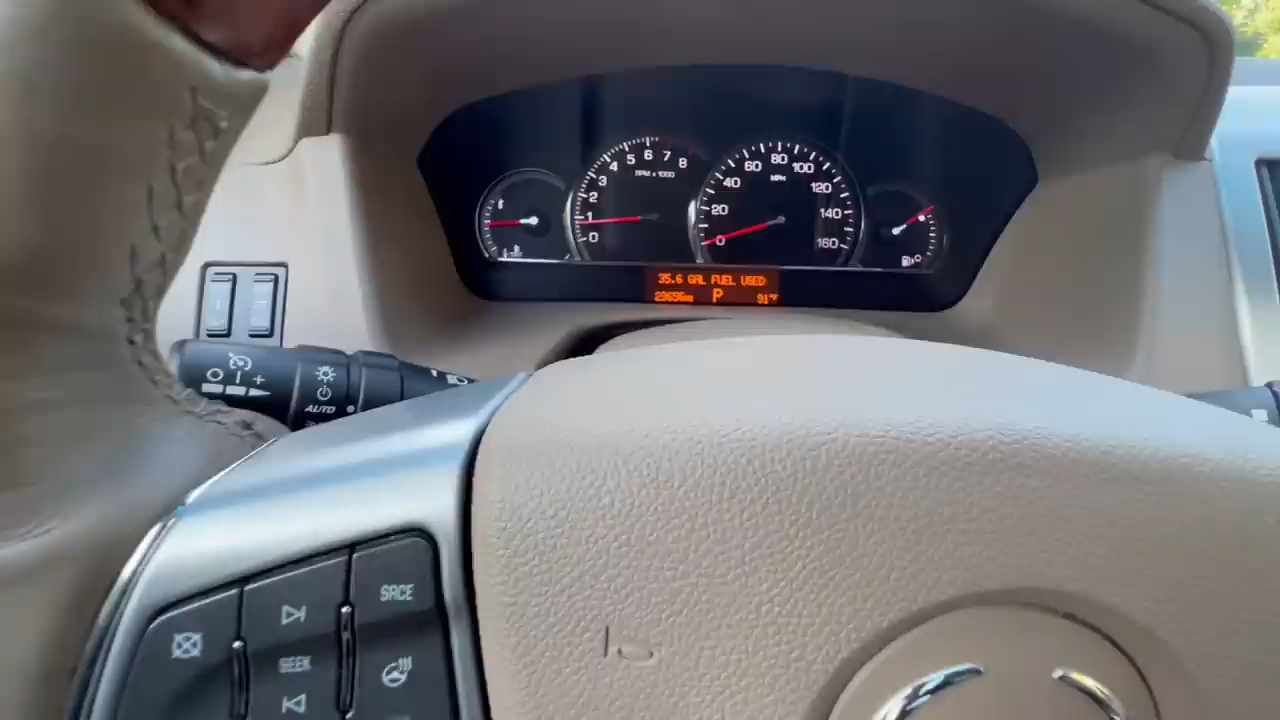 0 1 2 3 4 5 6 7 8
RPM x 1000
0 20 40 60 80 100 120 140 160
MPH
35.6 GAL FUEL USED
P 91°F
AUTO
SRCE
SEEK